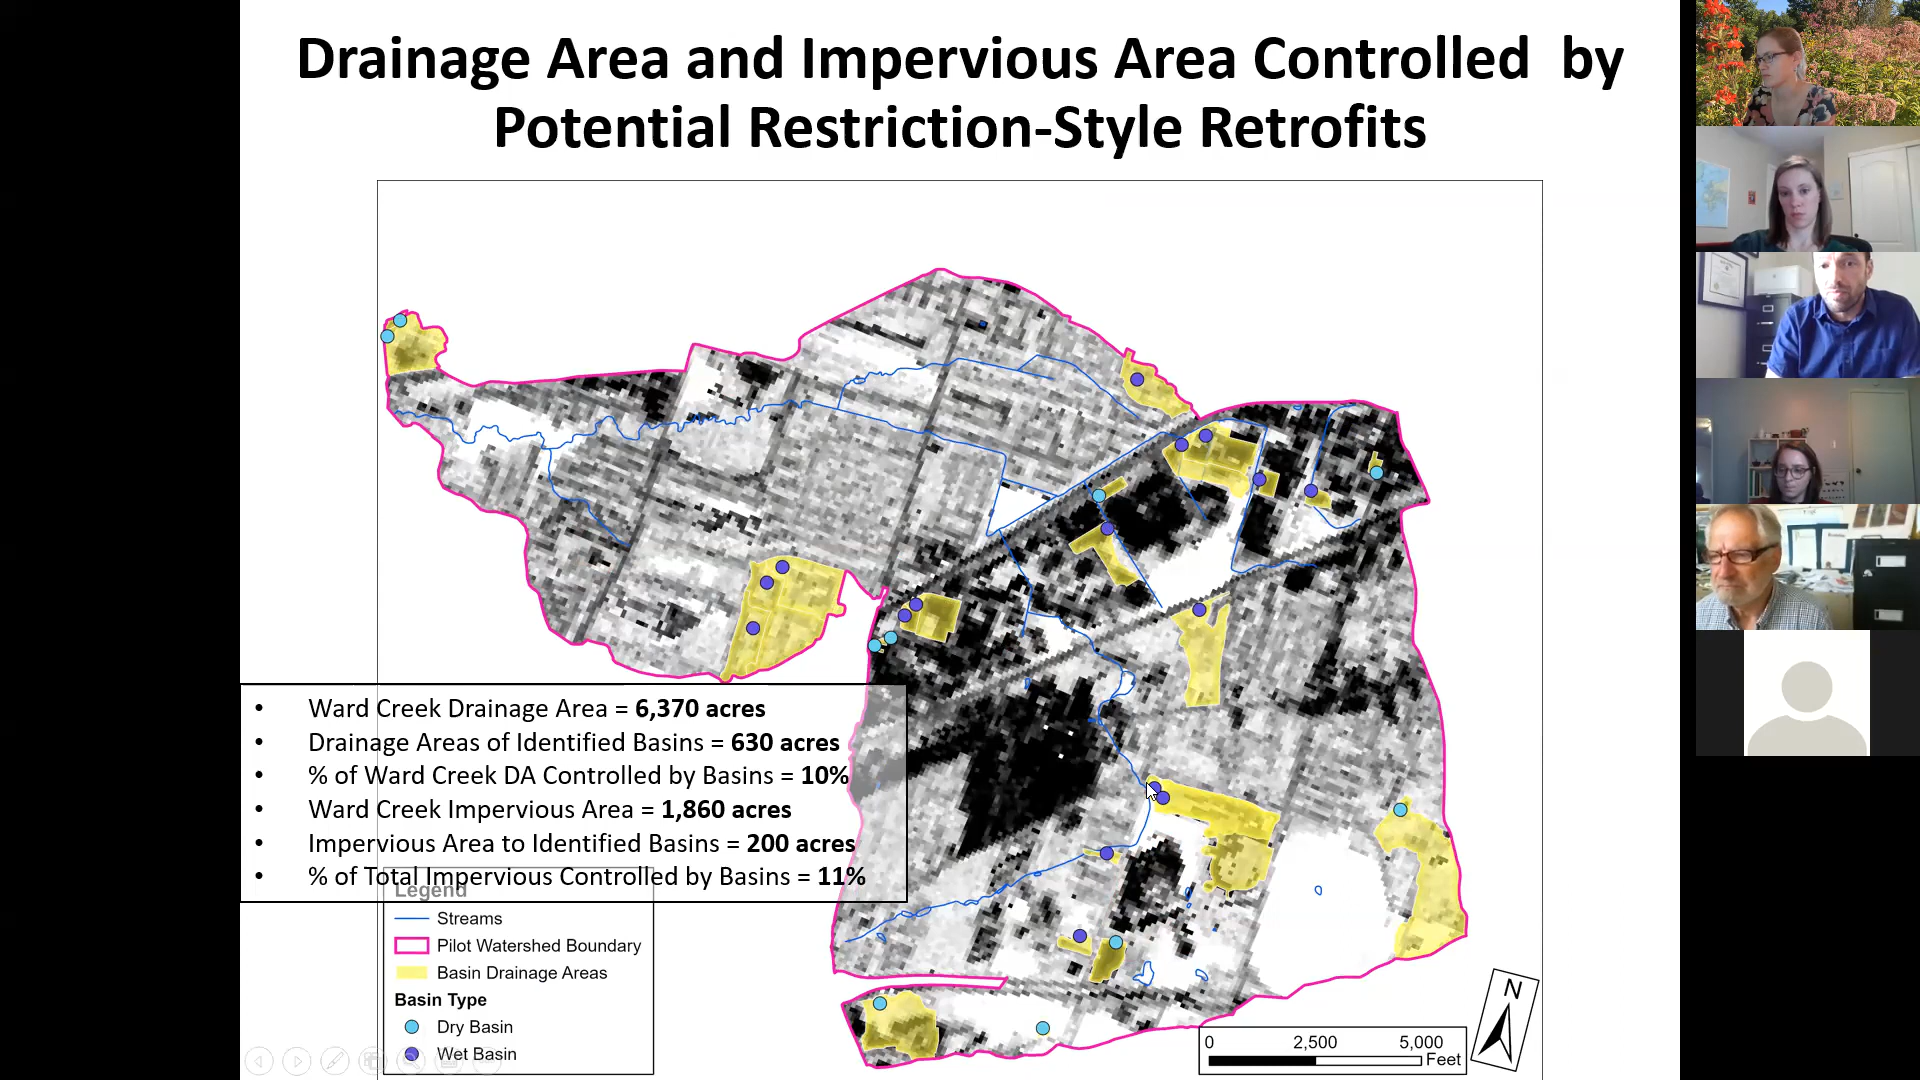 Drainage Area and Impervious Area Controlled by
Potential Restriction-Style Retrofits
• Ward Creek Drainage Area = 6,370 acres
• Drainage Areas of Identified Basins = 630 acres
• % of Ward Creek DA Controlled by Basins = 10%
• Ward Creek Impervious Area = 1,860 acres
• Impervious Area to Identified Basins = 200 acres
• % of Total Impervious Controlled by Basins = 11%
Legend
Streams
Pilot Watershed Boundary
Basin Drainage Areas
Basin Type
Dry Basin
Wet Basin
0 2,500 5,000
Feet
N